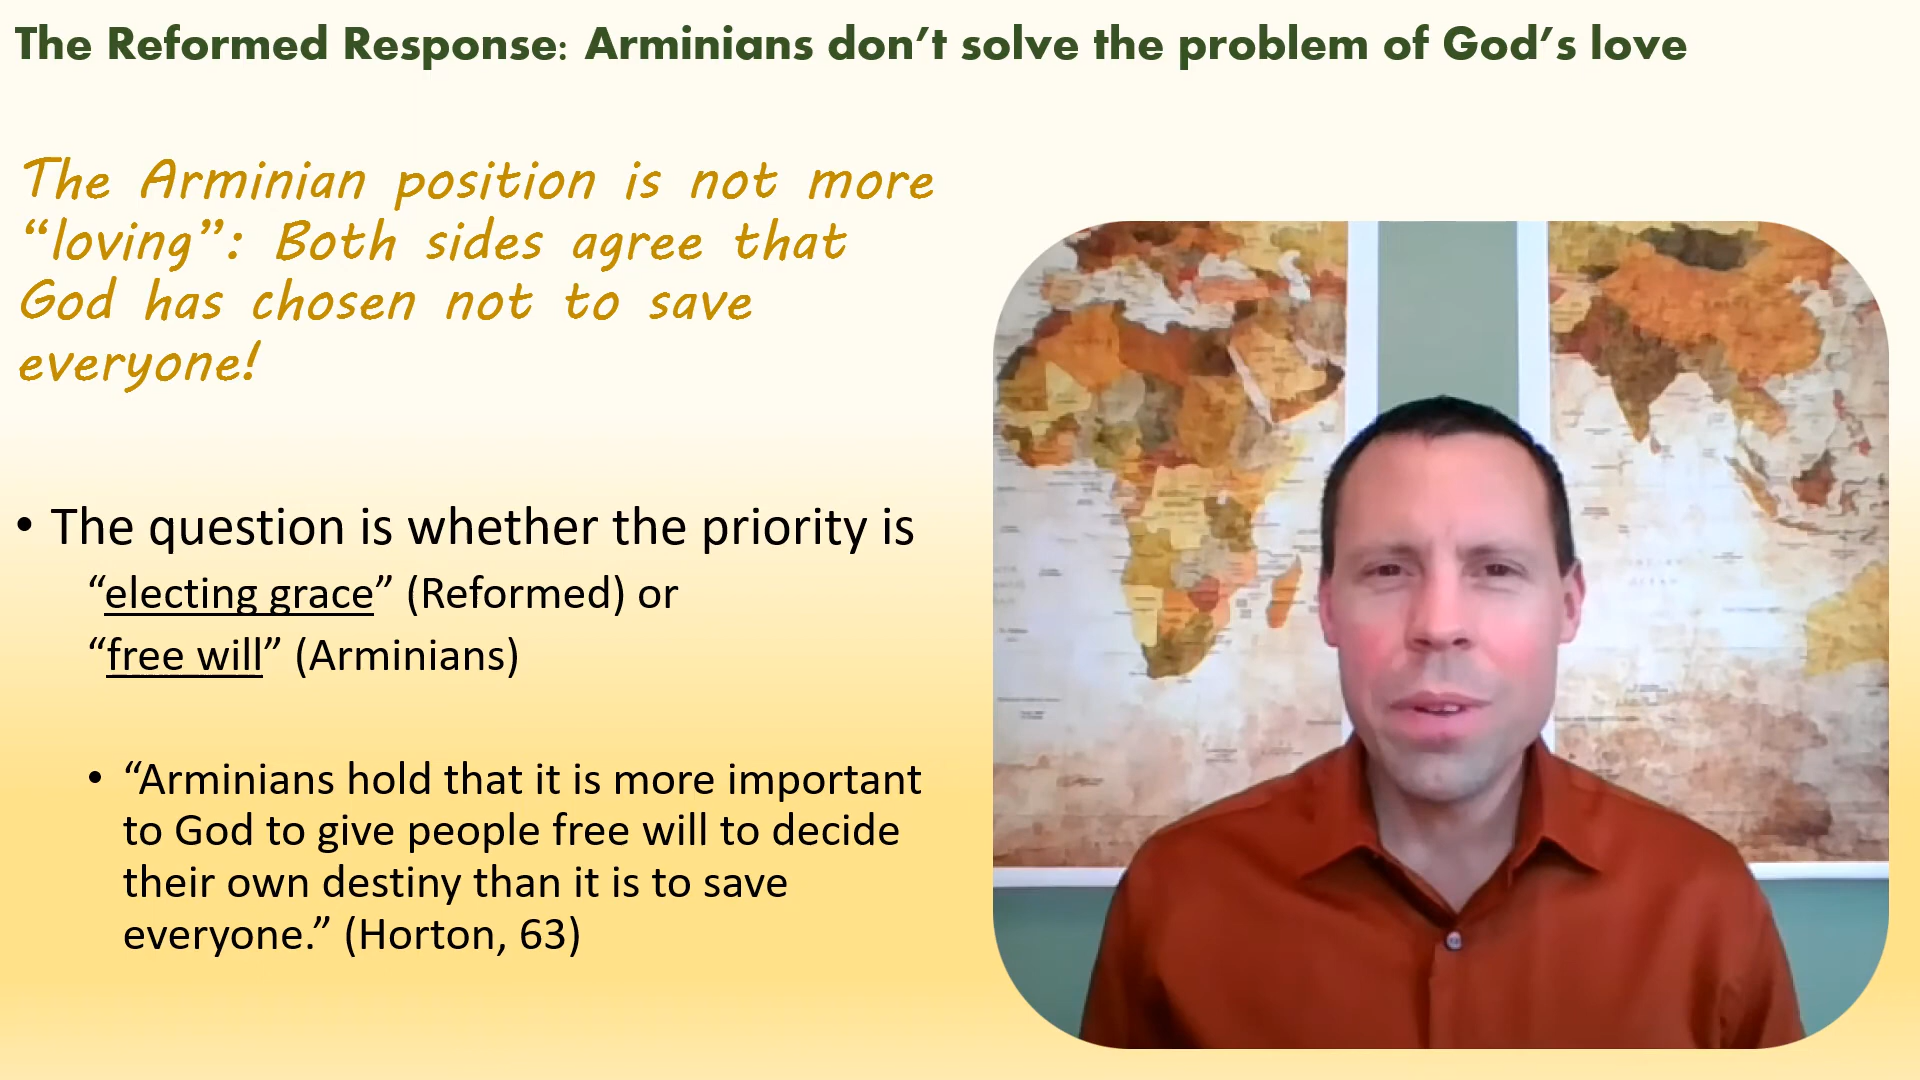 The Reformed Response: Arminians don’t solve the problem of God’s love
The Arminian position is not more
“loving”: Both sides agree that
God has chosen not to save
everyone!
• The question is whether the priority is
“electing grace” (Reformed) or
“free will” (Arminians)
• “Arminians hold that it is more important
to God to give people free will to decide
their own destiny than it is to save
everyone.” (Horton, 63)